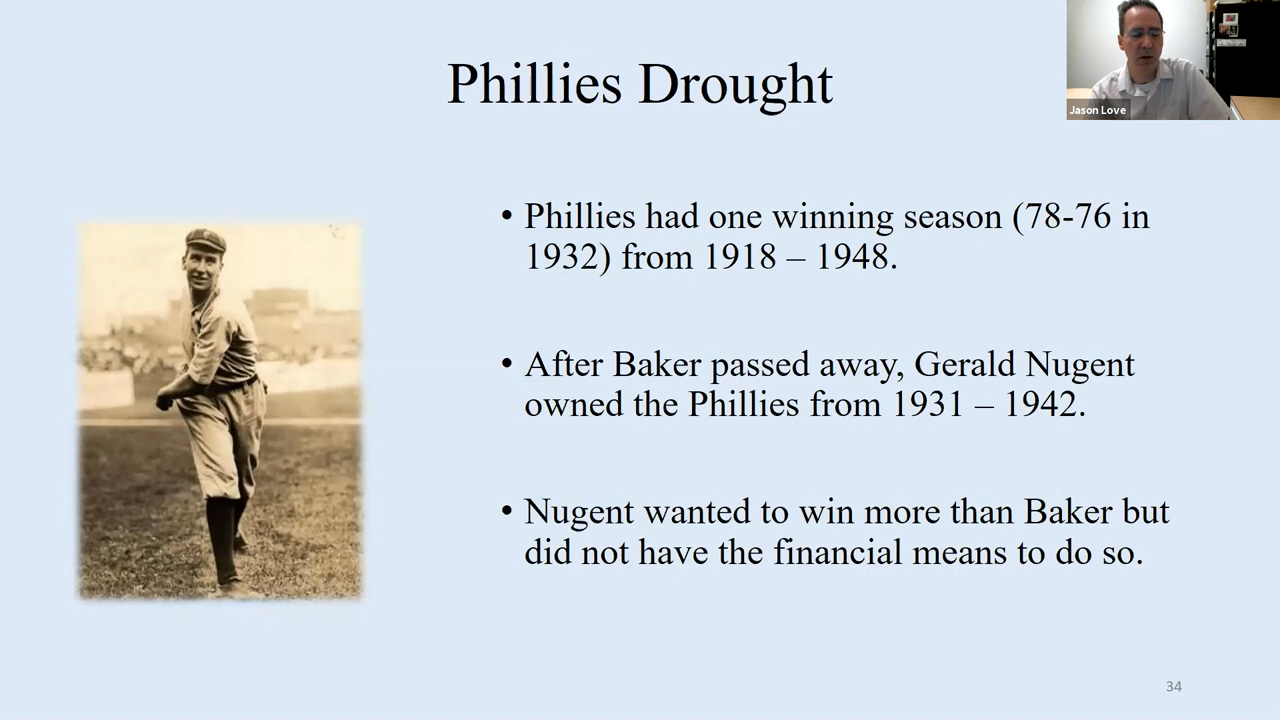 Phillies Drought
Jason Love
• Phillies had one winning season (78-76 in
1932) from 1918 – 1948.
• After Baker passed away, Gerald Nugent
owned the Phillies from 1931 – 1942.
• Nugent wanted to win more than Baker but
did not have the financial means to do so.
34